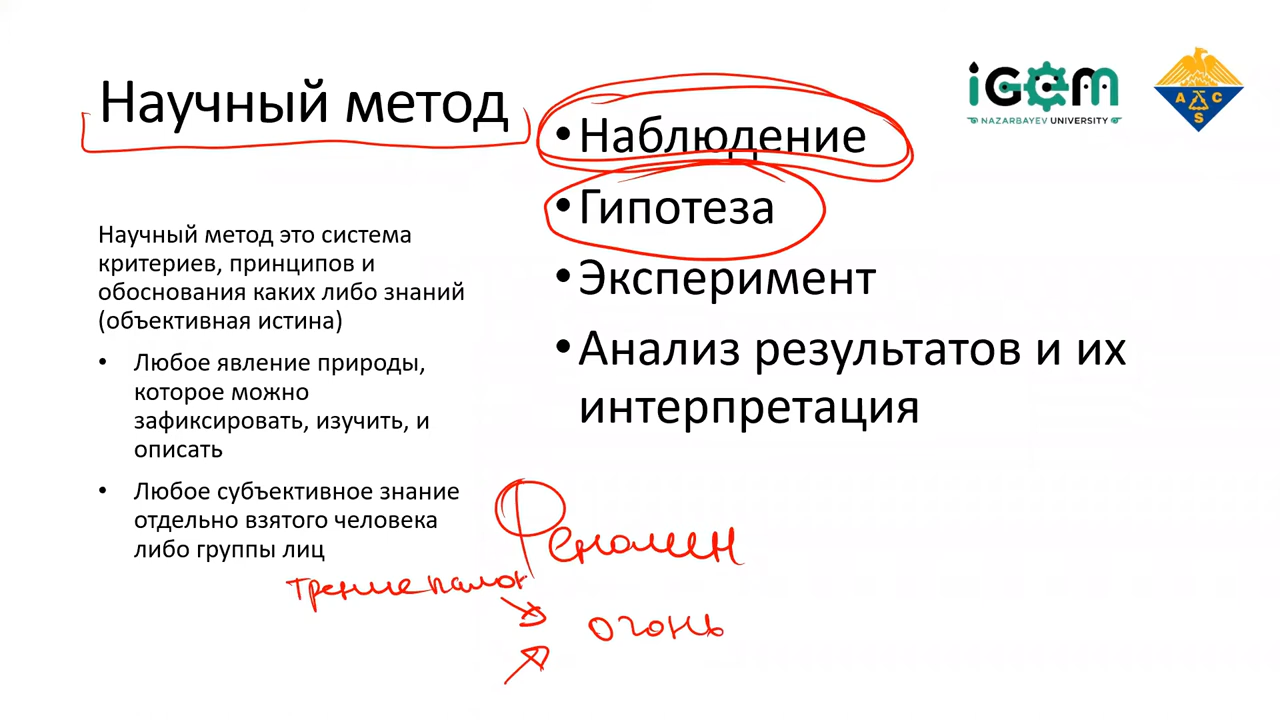 Научный метод
Научный метод это система
критериев, принципов и
обоснования каких либо знаний
(объективная истина)
• Любое явление природы,
которое можно
зафиксировать, изучить, и
описать
• Любое субъективное знание
отдельно взятого человека
либо группы лиц
• Наблюдение
• Гипотеза
• Эксперимент
• Анализ результатов и их
интерпретация
iGem
NAZARBAYEV UNIVERSITY
A C
S
Феномен
трение палок
огонь